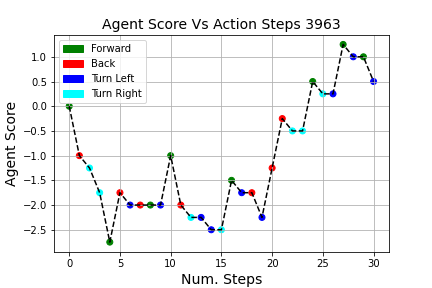 Agent Score Vs Action Steps 3963
Forward
Back
Turn Left
Turn Right
1.0
0.5
0.0
−0.5
−1.0
−1.5
−2.0
−2.5
Agent Score
0 5 10 15 20 25 30
Num. Steps